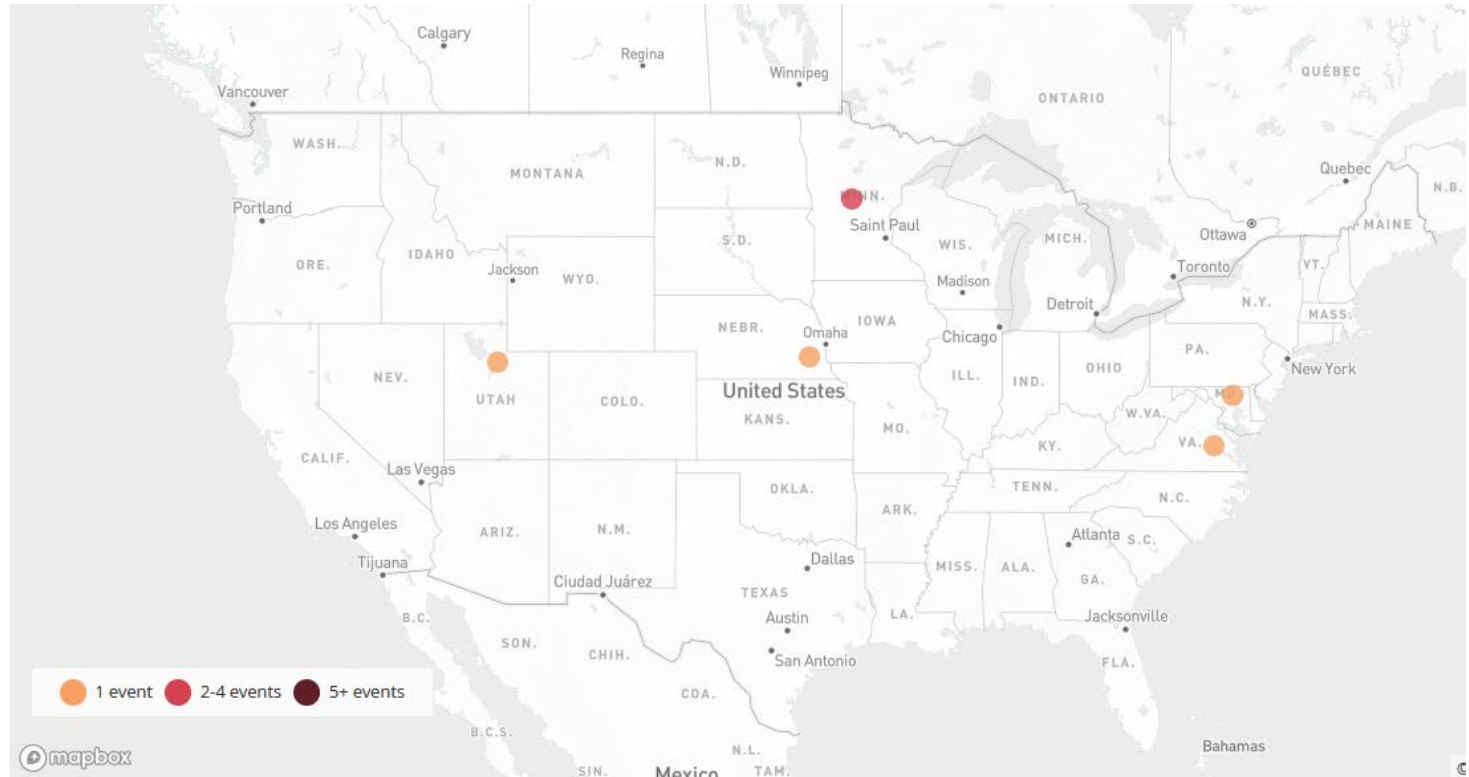 Calgary
Regina
Winnipeg
QUÉBEC
Vancouver
ONTARIO
WASH.
MONTANA
N.D.
Quebec
N.B.
MINN.
Portland
Saint Paul
Ottawa
MAINE
S.D.
WIS.
MICH.
IDAHO
ORE.
Jackson
WYO.
Toronto
VT.
Madison
N.Y.
Detroit
MASS.
NEBR.
Omaha
IOWA
Chicago
PA.
New York
NEV.
UTAH
United States
ILL.
IND.
OHIO
MD.
COLO.
KANS.
MO.
W.VA.
KY.
VA.
CALIF.
Las Vegas
OKLA.
TENN.
N.C.
Los Angeles
ARIZ.
N.M.
ARK.
Atlanta
S.C.
Tijuana
Ciudad Juárez
Dallas
TEXAS
MISS.
ALA.
GA.
B.C.
Austin
LA.
Jacksonville
SON.
CHIH.
San Antonio
FLA.
1 event
2-4 events
5+ events
COA.
B.C.S.
mapbox
SIN.
Mexico
N.L.
TAM.
Bahamas
©